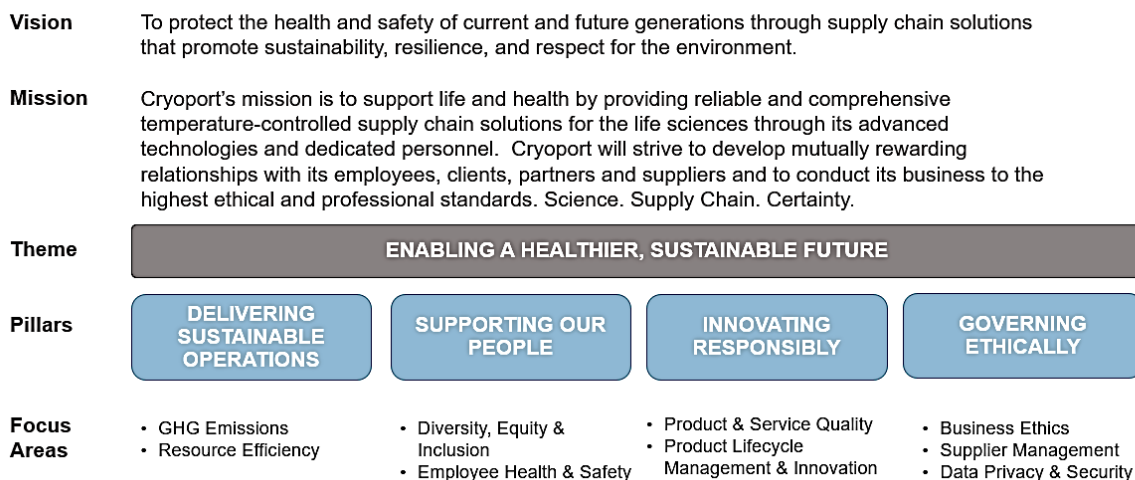 Vision
To protect the health and safety of current and future generations through supply chain solutions
that promote sustainability, resilience, and respect for the environment.
Mission
Cryoport's mission is to support life and health by providing reliable and comprehensive
temperature-controlled supply chain solutions for the life sciences through its advanced
technologies and dedicated personnel.  Cryoport will strive to develop mutually rewarding
relationships with its employees, clients, partners and suppliers and to conduct its business to the
highest ethical and professional standards. Science. Supply Chain. Certainty.
Theme
ENABLING A HEALTHIER, SUSTAINABLE FUTURE
Pillars
DELIVERING
SUSTAINABLE
OPERATIONS
SUPPORTING OUR
PEOPLE
INNOVATING
RESPONSIBLY
GOVERNING
ETHICALLY
Focus
Areas
• GHG Emissions
• Resource Efficiency
• Diversity, Equity &
Inclusion
• Employee Health & Safety
• Product & Service Quality
• Product Lifecycle
Management & Innovation
• Business Ethics
• Supplier Management
• Data Privacy & Security